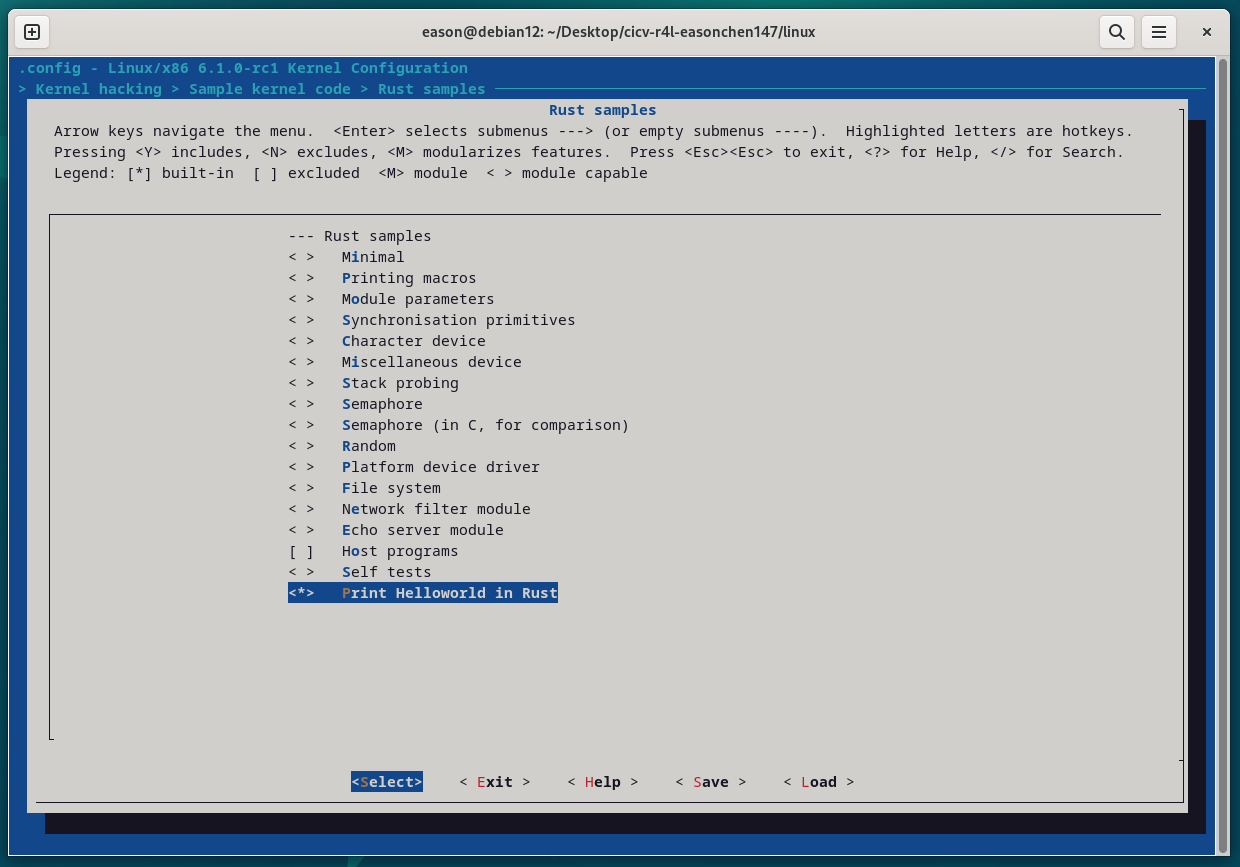 eason@debian12: ~/Desktop/cicv-r4l-easonchen147/linux
.config - Linux/x86 6.1.0-rc1 Kernel Configuration
> Kernel hacking > Sample kernel code > Rust samples
Rust samples
Arrow keys navigate the menu.  <Enter> selects submenus ---> (or empty submenus ----).  Highlighted letters are hotkeys.
Pressing <Y> includes, <N> excludes, <M> modularizes features.  Press <Esc><Esc> to exit, <?> for Help, </> for Search.
Legend: [*] built-in  [ ] excluded  <M> module  < > module capable
--- Rust samples
< >   Minimal
< >   Printing macros
< >   Module parameters
< >   Synchronisation primitives
< >   Character device
< >   Miscellaneous device
< >   Stack probing
< >   Semaphore
< >   Semaphore (in C, for comparison)
< >   Random
< >   Platform device driver
< >   File system
< >   Network filter module
< >   Echo server module
[ ]   Host programs
< >   Self tests
<*>   Print Helloworld in Rust
<Select>    < Exit >    < Help >    < Save >    < Load >